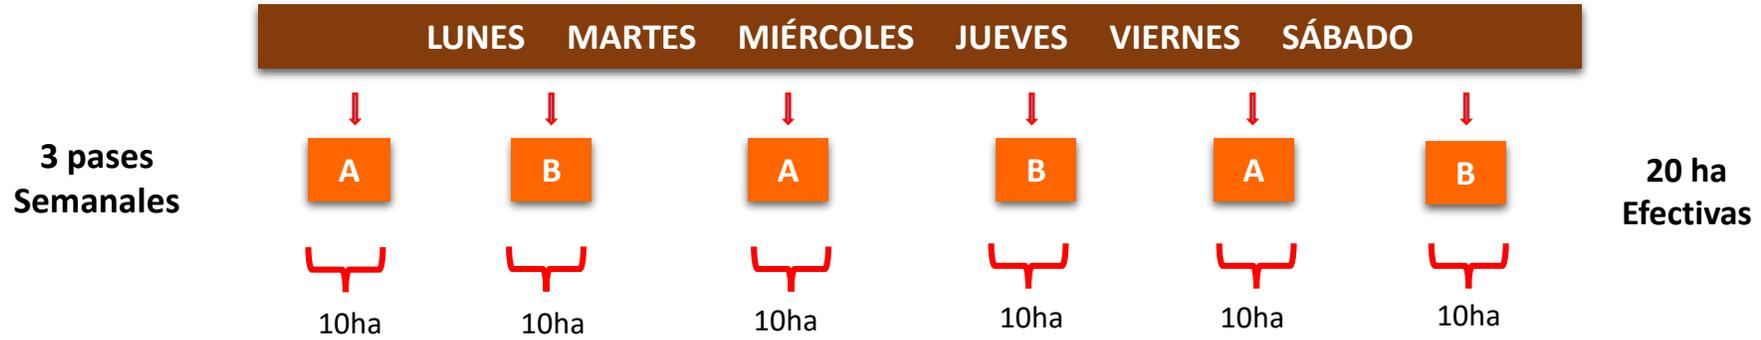 LUNES MARTES MIÉRCOLES JUEVES VIERNES SÁBADO
3 pases
Semanales
A B A B A B
20 ha
Efectivas
10ha 10ha 10ha 10ha 10ha 10ha